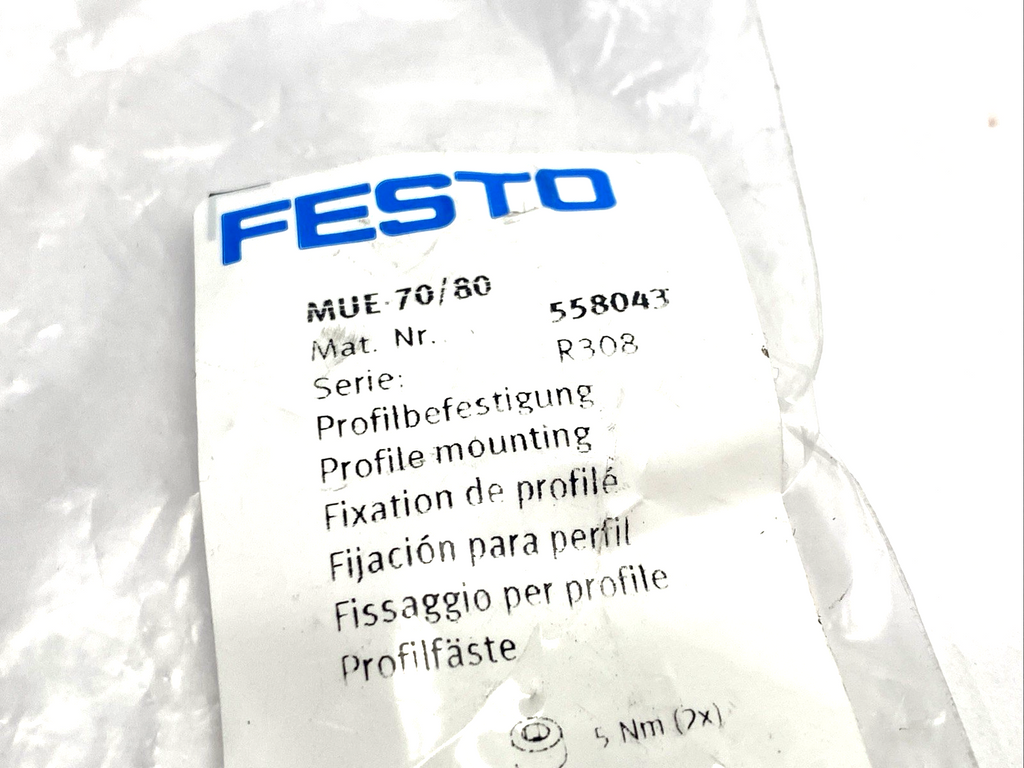 FESTO
MUE-70/80
Mat. Nr. 558043
Serie: R308
Profilbefestigung
Profile mounting
Fixation de profilé
Fijación para perfil
Fissaggio per profile
Profilfäste
5 Nm (2x)